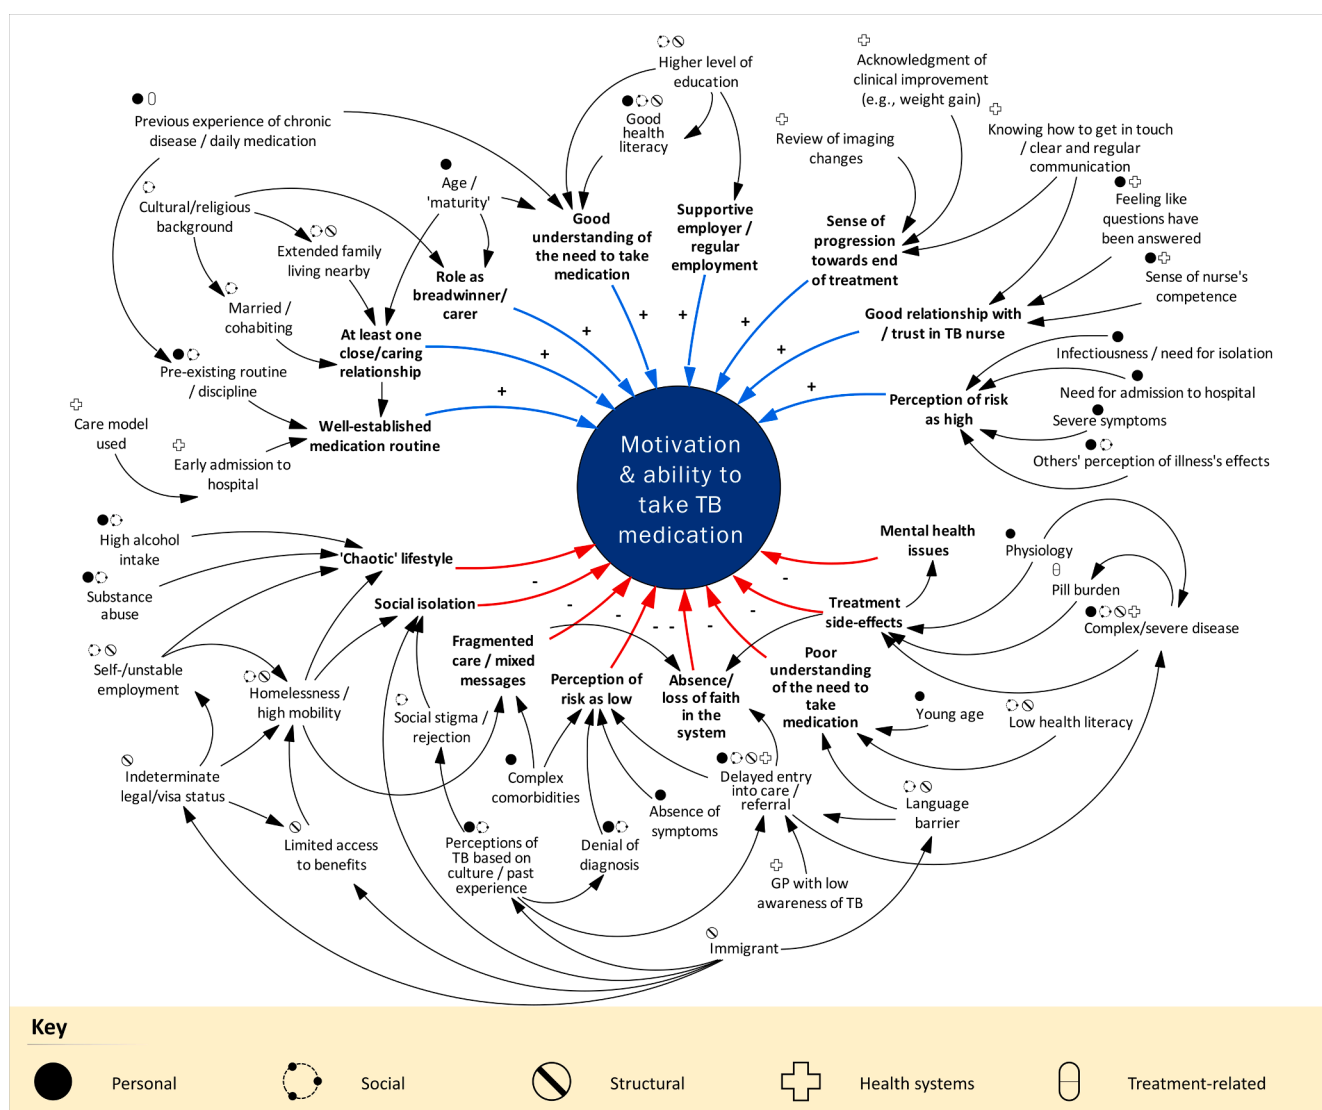 Higher level of
education
Acknowledgment of
clinical improvement
(e.g., weight gain)
Previous experience of chronic
disease / daily medication
Good
health
literacy
Review of imaging
changes
Knowing how to get in touch
/ clear and regular
communication
Age /
'maturity'
Cultural/religious
background
Feeling like
questions have
been answered
Extended family
living nearby
Good
understanding of
the need to take
medication
Supportive
employer /
regular
employment
Sense of
progression
towards end
of treatment
Sense of nurse's
competence
Role as
breadwinner/
carer
Married /
cohabiting
At least one
close/caring
relationship
Good relationship with
/ trust in TB nurse
Infectiousness / need for isolation
Pre-existing routine
/ discipline
Need for admission to hospital
Perception of risk
as high
Severe symptoms
Care model
used
Well-established
medication routine
Others' perception of illness's effects
Early admission to
hospital
+
+
+
+
+
+
+
+
Motivation
& ability to
take TB
medication
High alcohol
intake
'Chaotic' lifestyle
Mental health
issues
Physiology
Substance
abuse
Social isolation
Pill burden
Treatment
side-effects
Complex/severe disease
Fragmented
care / mixed
messages
Self-/unstable
employment
Homelessness /
high mobility
Perception of
risk as low
Absence/
loss of faith
in the
system
Poor
understanding
of the need to
take
medication
Social stigma /
rejection
Young age
Low health literacy
-
-
-
-
-
-
-
Indeterminate
legal/visa status
Complex
comorbidities
Delayed entry
into care /
referral
Absence of
symptoms
Language
barrier
Limited access
to benefits
Perceptions of
TB based on
culture / past
experience
Denial of
diagnosis
GP with low
awareness of TB
Immigrant
Key
Personal
Social
Structural
Health systems
Treatment-related